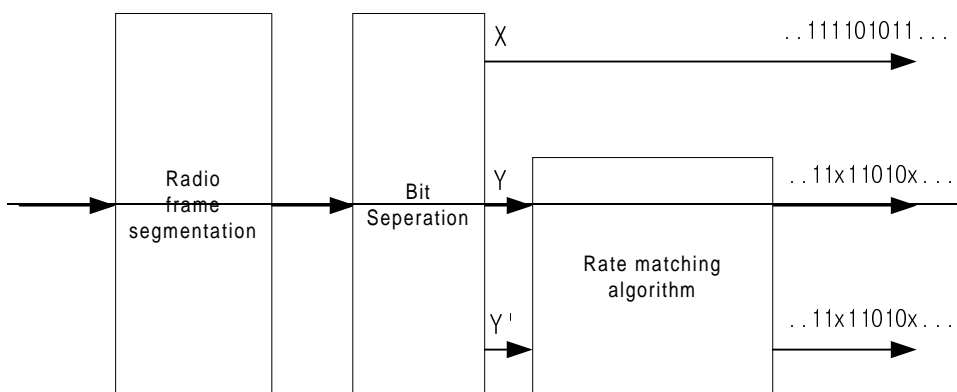 X
..111101011...
Radio
frame
segmentation
Bit
Seperation
Y
..11x11010x...
Rate matching
algorithm
Y'
..11x11010x...